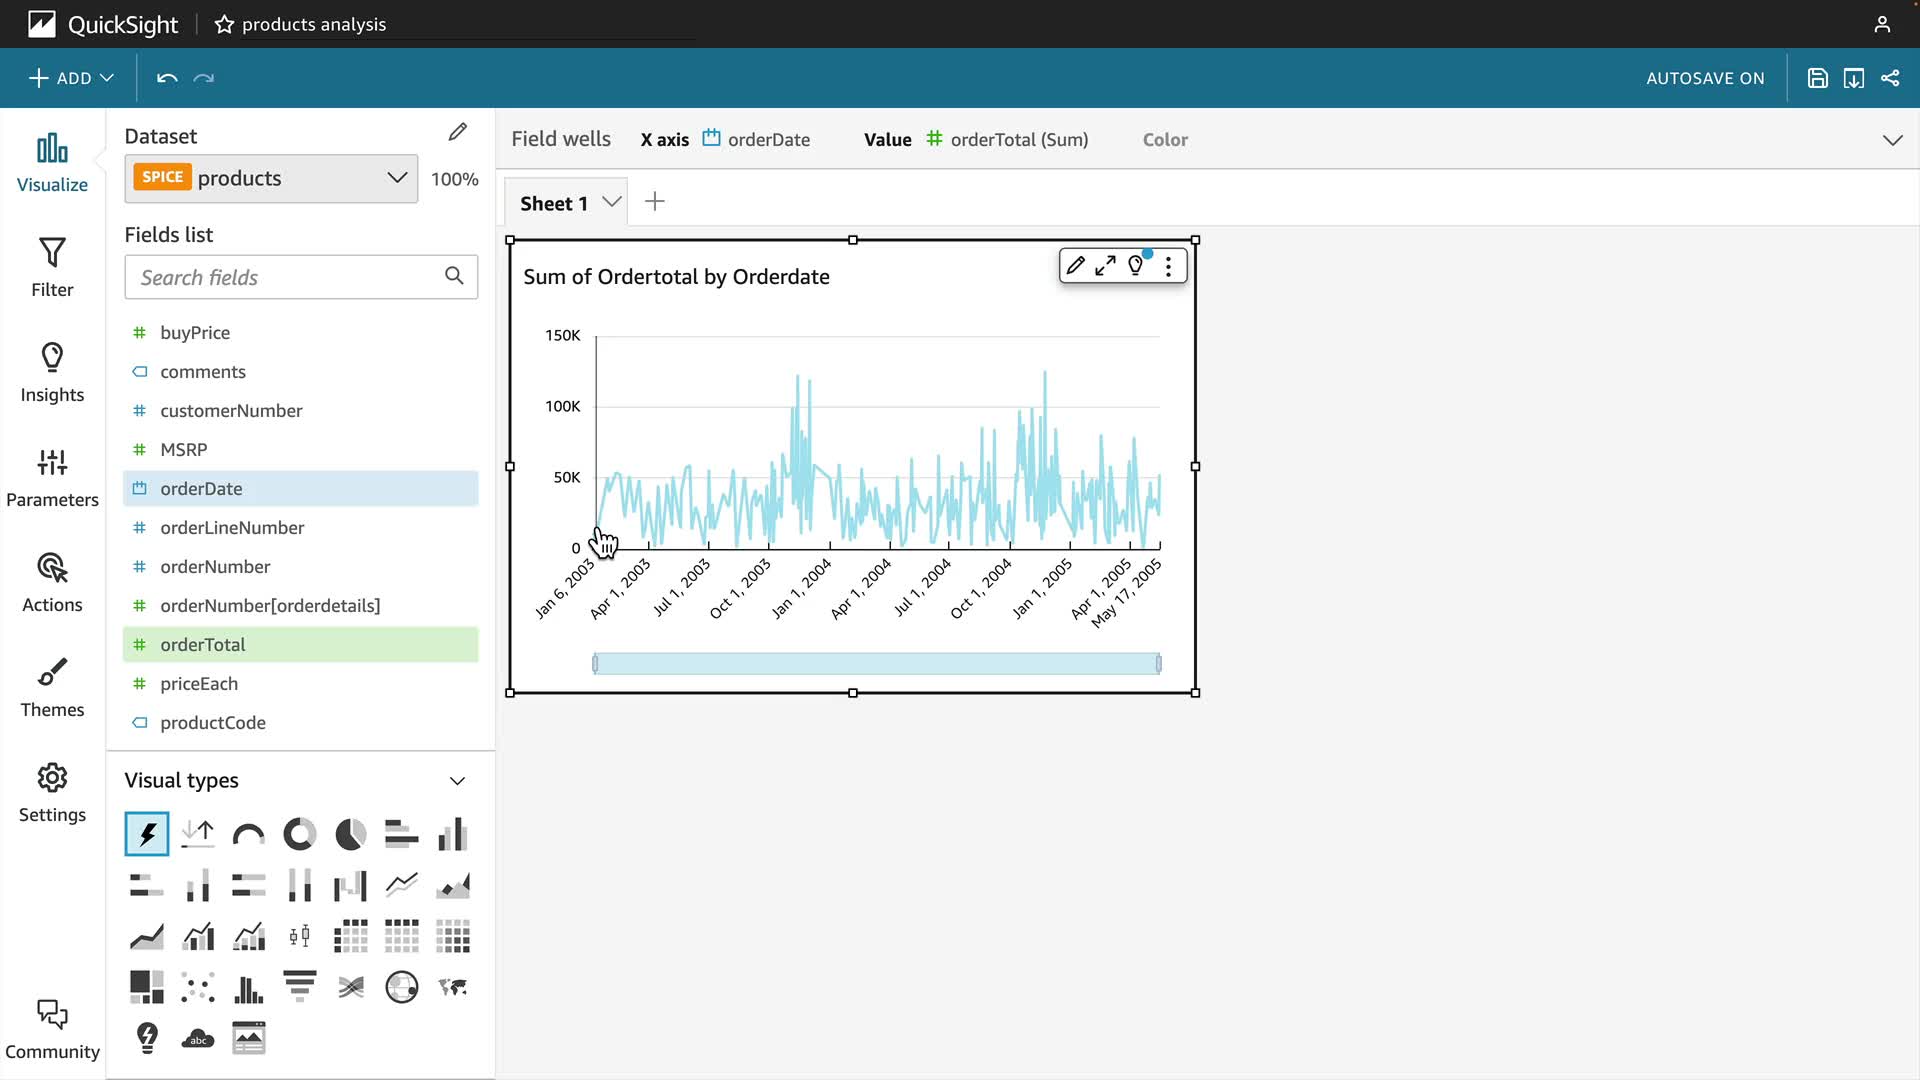 QuickSight
products analysis
ADD
AUTOSAVE ON
Visualize
Filter
Insights
Parameters
Actions
Themes
Settings
Community
Dataset
SPICE products
100%
Fields list
Search fields
buyPrice
comments
customerNumber
MSRP
orderDate
orderLineNumber
orderNumber
orderNumber[orderdetails]
orderTotal
priceEach
productCode
Visual types
abc
Field wells X axis orderDate Value orderTotal (Sum) Color
Sheet 1
Sum of Ordertotal by Orderdate
150K
100K
50K
0
Jan 6, 2003
Apr 1, 2003
Jul 1, 2003
Oct 1, 2003
Jan 1, 2004
Apr 1, 2004
Jul 1, 2004
Oct 1, 2004
Jan 1, 2005
Apr 1, 2005
May 17, 2005